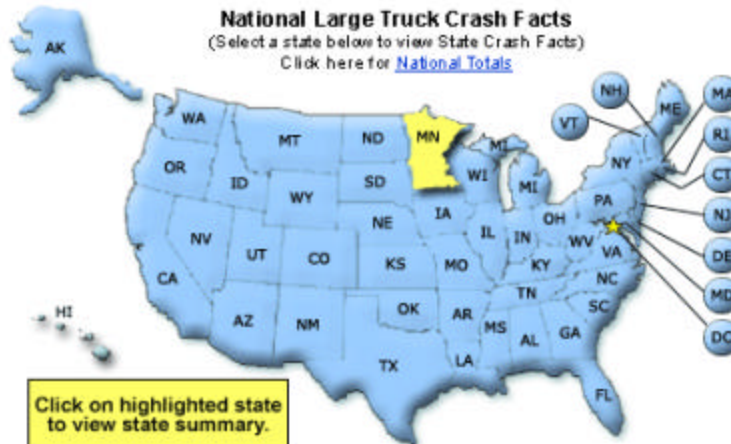 National Large Truck Crash Facts
(Select a state below to view State Crash Facts)
Click here for National Totals
AK
WA
MT
ND
MN
MI
NH
ME
MA
VT
RI
OR
ID
SD
WI
NY
CT
WY
MI
PA
NJ
NE
IA
OH
NV
UT
CO
IL
IN
WV
VA
DE
CA
KS
MO
KY
MD
NC
TN
OK
AR
SC
DC
HI
AZ
NM
MS
AL
GA
TX
LA
FL
Click on highlighted state
to view state summary.